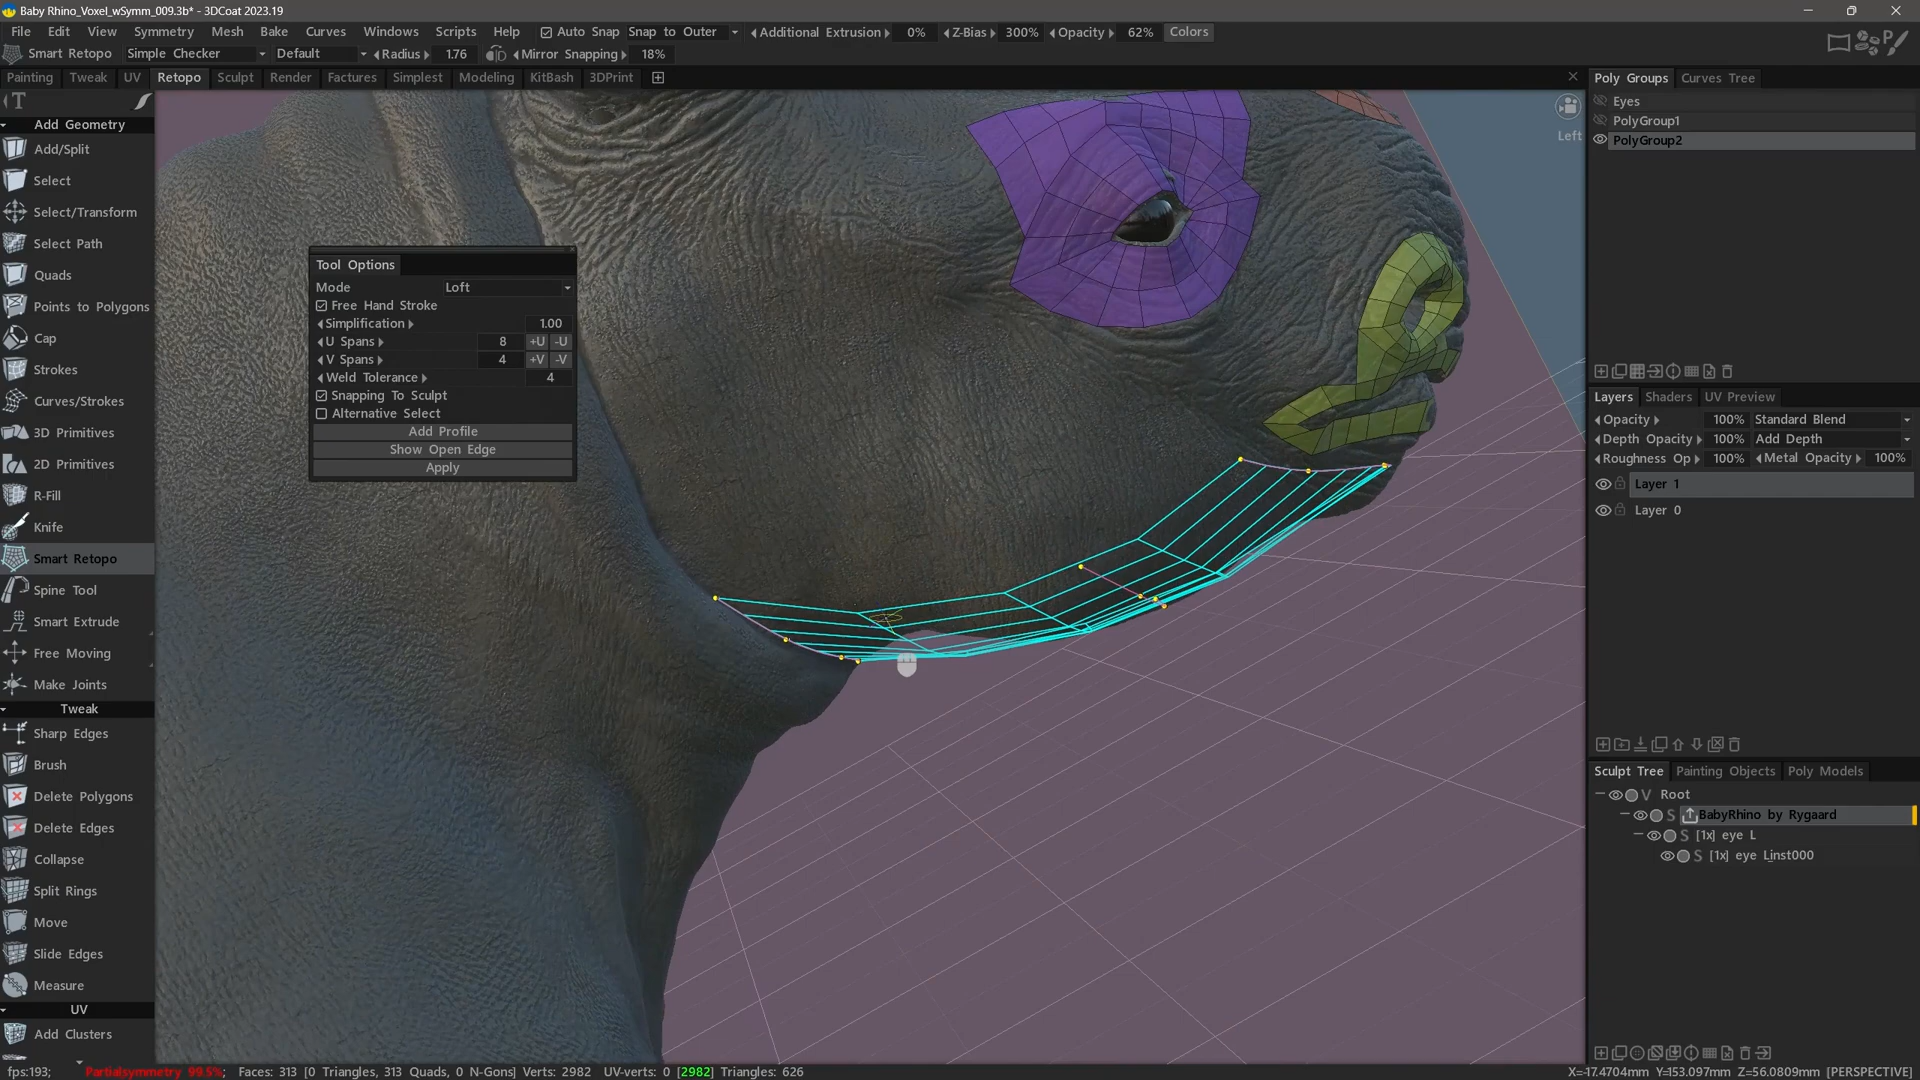 Baby Rhino_Voxel_wSymm_009.3b* - 3DCoat 2023.19
File Edit View Symmetry Mesh Bake Curves Windows Scripts Help Auto Snap Snap to Outer Additional Extrusion 0% Z-Bias 300% Opacity 62% Colors
Smart Retopo Simple Checker Default Radius 1.76 Mirror Snapping 18%
Painting Tweak UV Retopo Sculpt Render Factures Simplest Modeling KitBash 3DPrint
T
Add Geometry
Add/Split
Select
Select/Transform
Select Path
Quads
Points to Polygons
Cap
Strokes
Curves/Strokes
3D Primitives
2D Primitives
R-Fill
Knife
Smart Retopo
Spine Tool
Smart Extrude
Free Moving
Make Joints
Tweak
Sharp Edges
Brush
Delete Polygons
Delete Edges
Collapse
Split Rings
Move
Slide Edges
Measure
UV
Add Clusters
Tool Options
Mode Loft
Free Hand Stroke
Simplification 1.00
U Spans 8 +U -U
V Spans 4 +V -V
Weld Tolerance 4
Snapping To Sculpt
Alternative Select
Add Profile
Show Open Edge
Apply
Left
Poly Groups Curves Tree
Eyes
PolyGroup1
PolyGroup2
Layers Shaders UV Preview
Opacity 100% Standard Blend
Depth Opacity 100% Add Depth
Roughness Op 100% Metal Opacity 100%
Layer 1
Layer 0
Sculpt Tree Painting Objects Poly Models
V Root
S BabyRhino by Rygaard
S [1x] eye L
S [1x] eye Linst000
fps:193; Partialsymmetry 99.5%; Faces: 313 [0 Triangles, 313 Quads, 0 N-Gons] Verts: 2982 UV-verts: 0 [2982] Triangles: 626 X=-17.4704mm Y=153.097mm Z=56.0809mm [PERSPECTIVE]